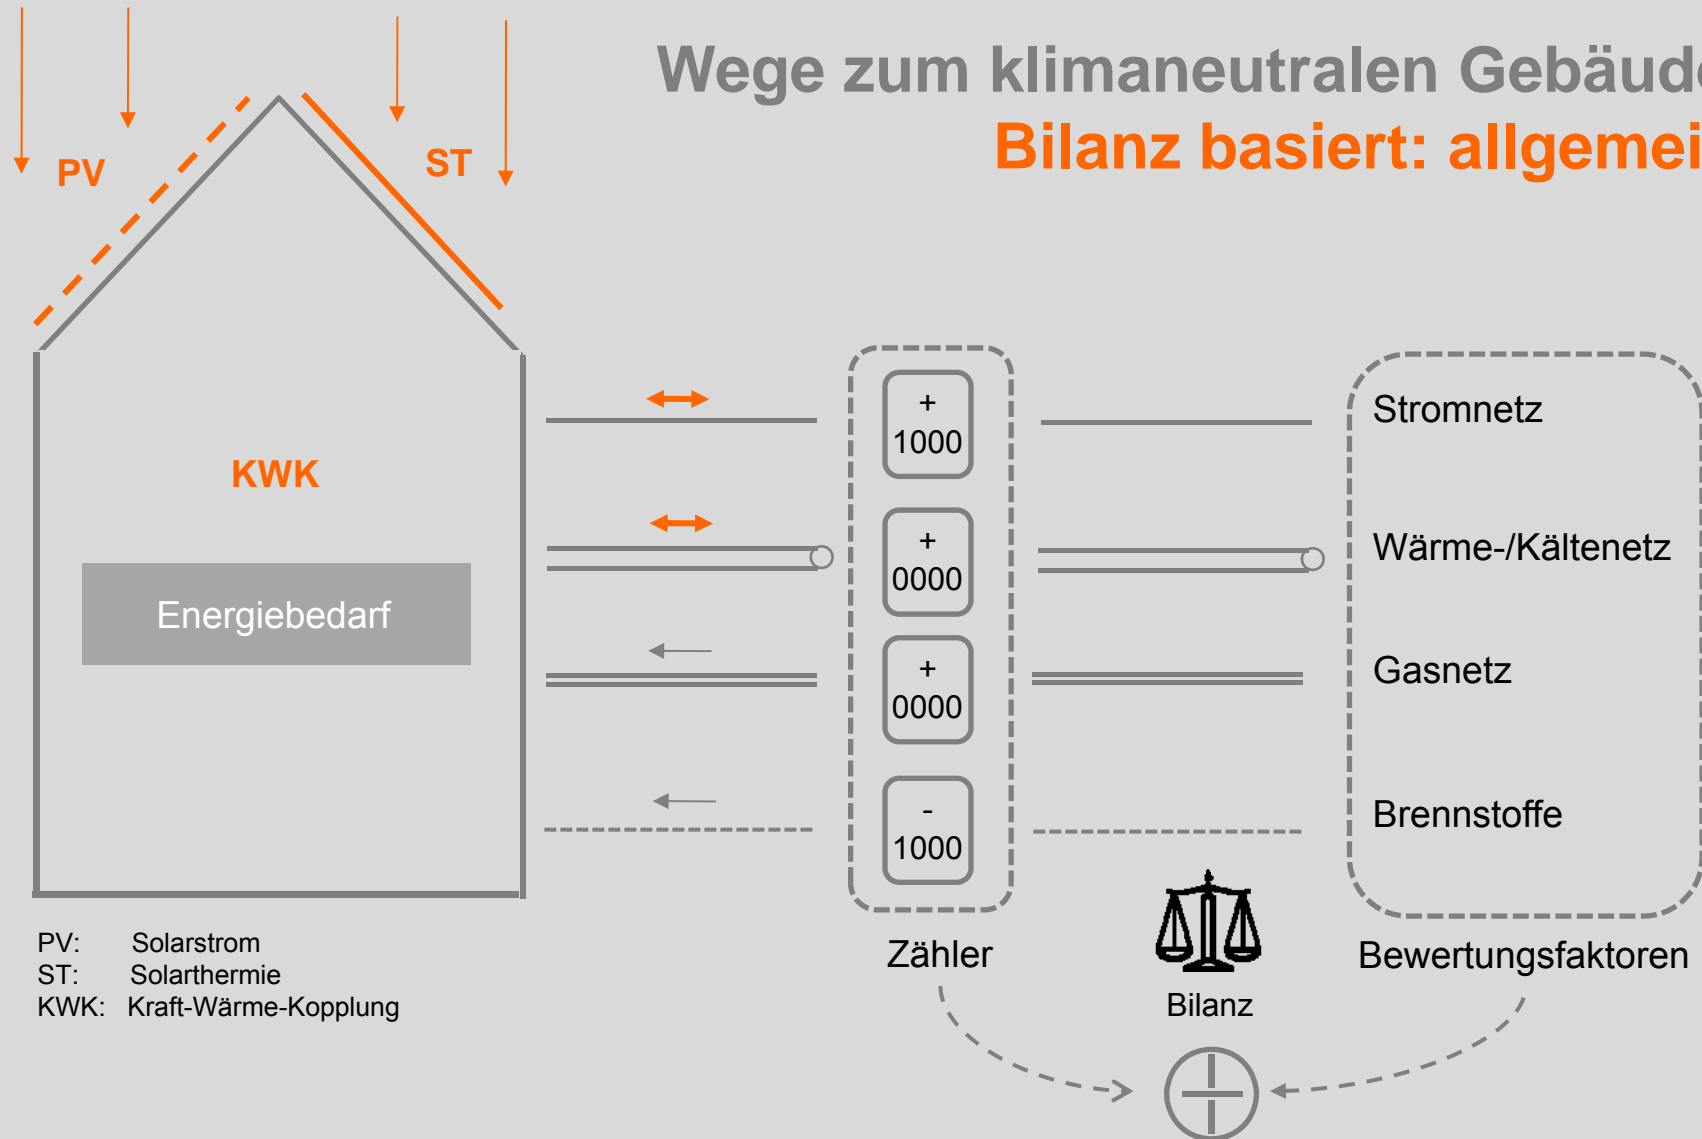 Wege zum klimaneutralen Gebäude
Bilanz basiert: allgemei
PV
ST
KWK
Energiebedarf
+
1000
+
0000
+
0000
-
1000
Stromnetz
Wärme-/Kältenetz
Gasnetz
Brennstoffe
Zähler
Bilanz
Bewertungsfaktoren
PV: Solarstrom
ST: Solarthermie
KWK: Kraft-Wärme-Kopplung